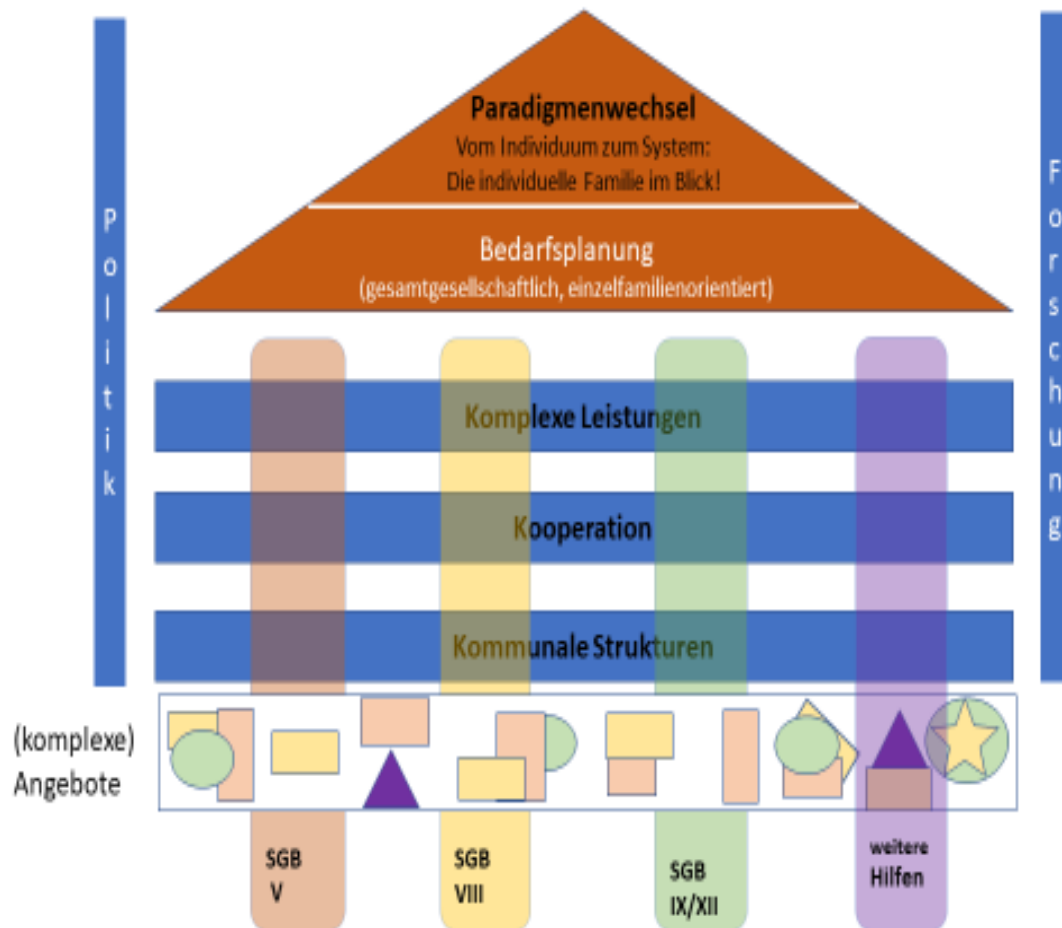 Paradigmenwechsel
Vom Individuum zum System:
Die individuelle Familie im Blick!
Bedarfsplanung
(gesamtgesellschaftlich, einzelfamilienorientiert)
Politik
Forschung
Komplexe Leistungen
Kooperation
Kommunale Strukturen
(komplexe)
Angebote
SGB
V
SGB
VIII
SGB
IX/XII
weitere
Hilfen